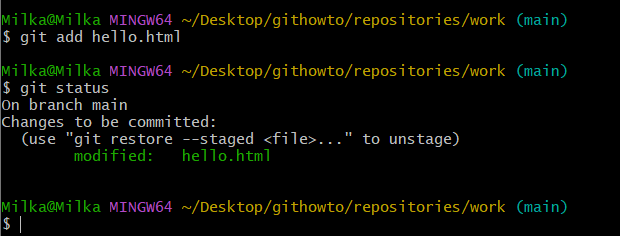 Milka@Milka MINGW64 ~/Desktop/githowto/repositories/work (main)
$ git add hello.html
Milka@Milka MINGW64 ~/Desktop/githowto/repositories/work (main)
$ git status
On branch main
Changes to be committed:
  (use "git restore --staged <file>..." to unstage)
        modified:   hello.html
Milka@Milka MINGW64 ~/Desktop/githowto/repositories/work (main)
$